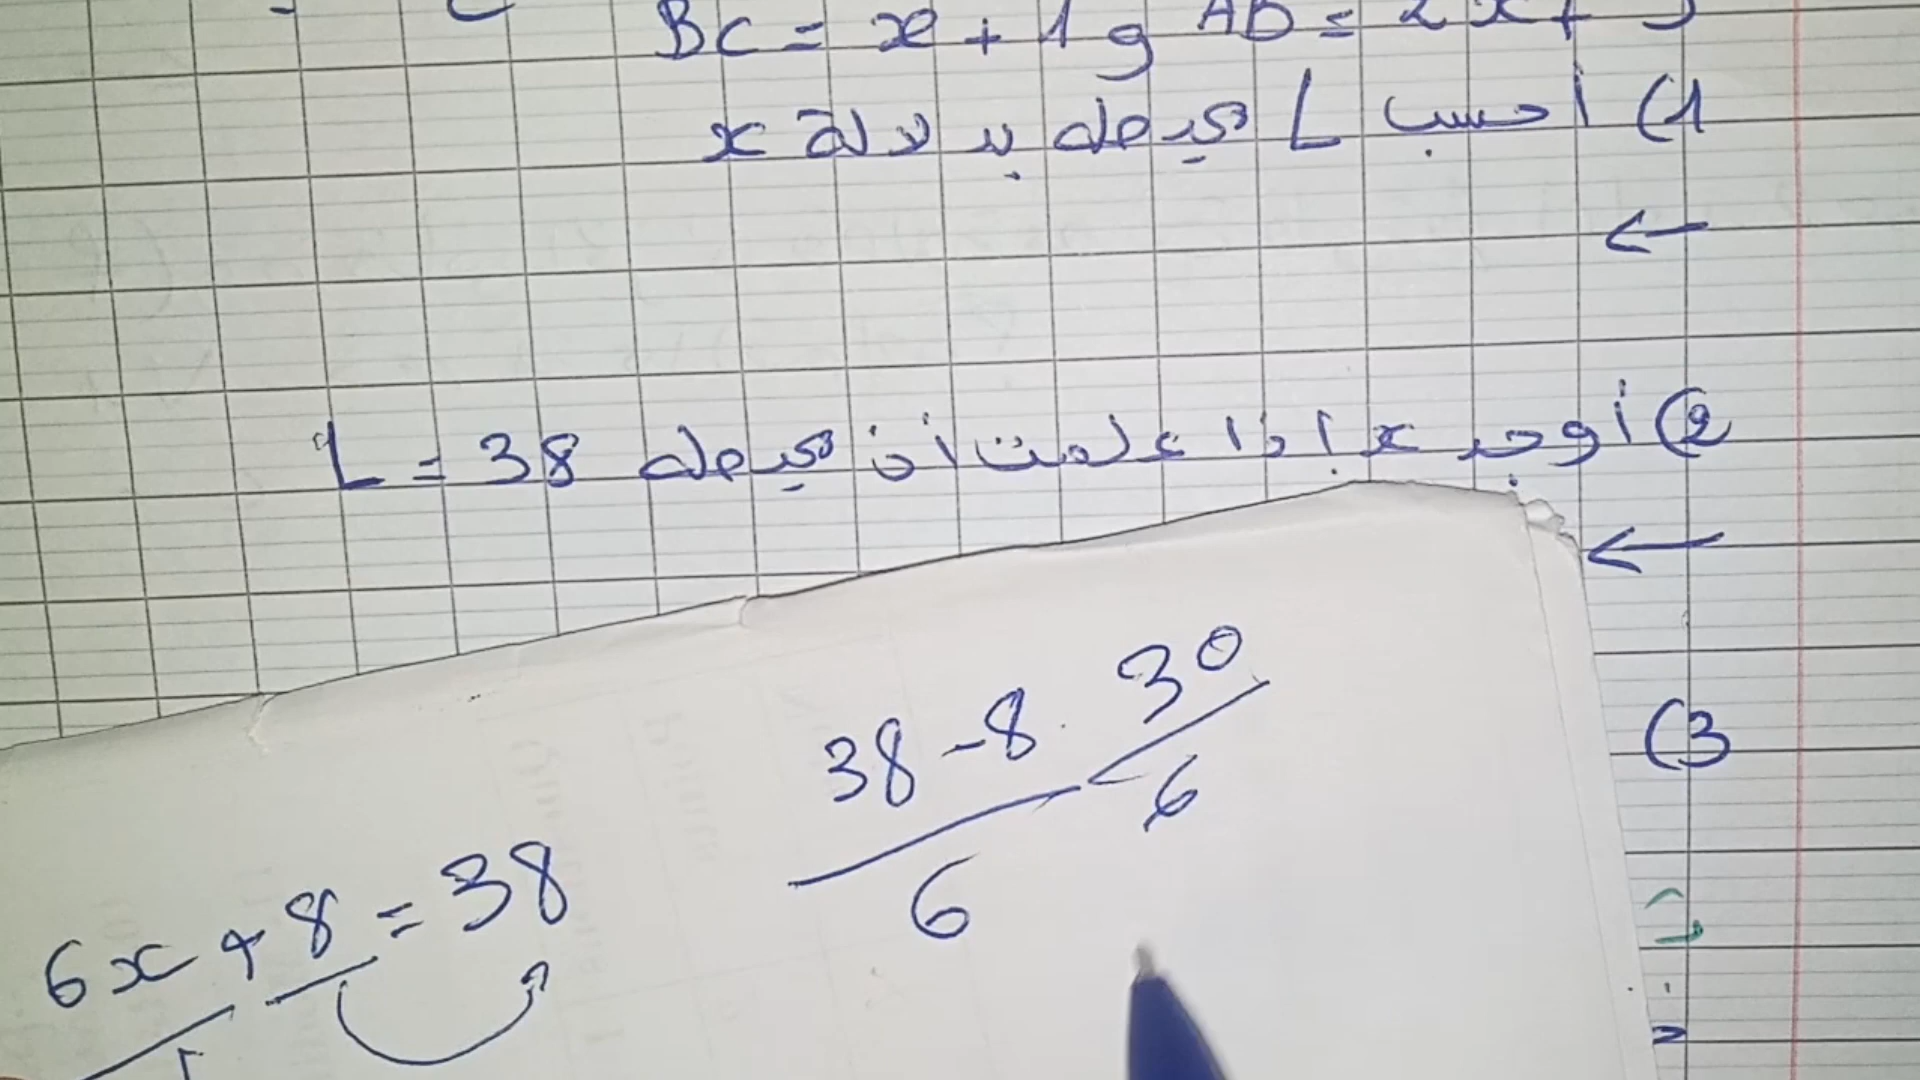 BC = x + 1 و AB = 2x + 3
1) أحسب L محيطه بدلالة x
←
2) أوجد x إذا علمت أن محيطه L = 38
←
38 - 8
6
30
6
3)
6x + 8 = 38